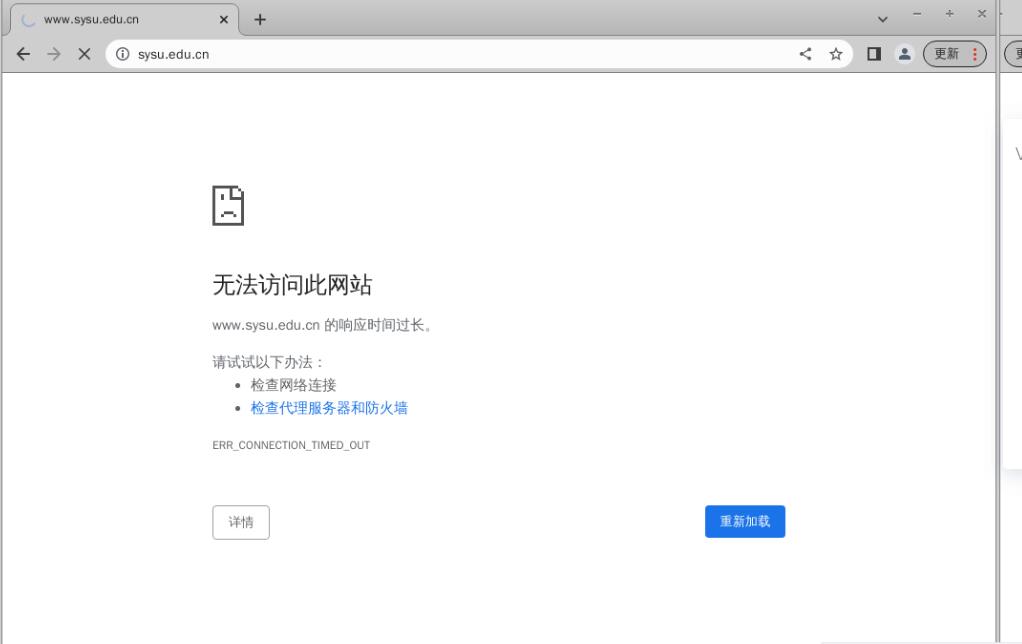 www.sysu.edu.cn
sysu.edu.cn
更新
无法访问此网站
www.sysu.edu.cn 的响应时间过长。
请试试以下办法：
检查网络连接
检查代理服务器和防火墙
ERR_CONNECTION_TIMED_OUT
详情
重新加载